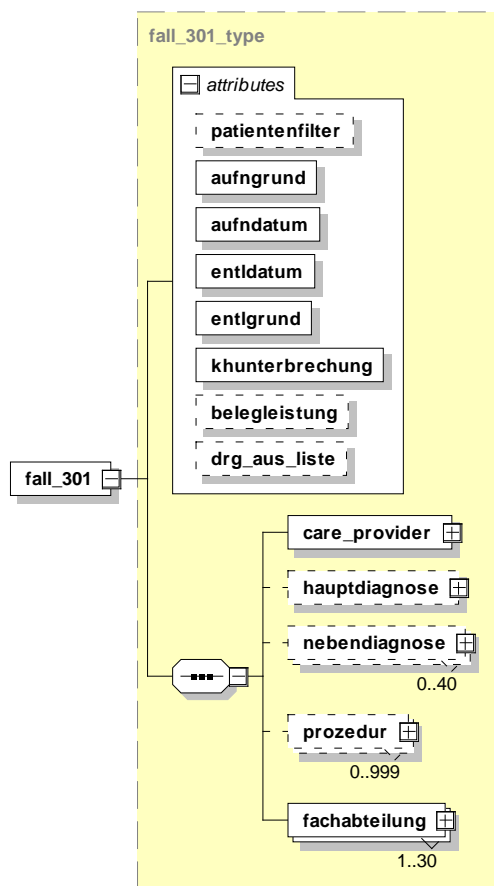 fall_301_type
attributes
patientenfilter
aufngrund
aufndatum
entldatum
entlgrund
khunterbrechung
belegleistung
drg_aus_liste
fall_301
care_provider
hauptdiagnose
nebendiagnose
0..40
prozedur
0..999
fachabteilung
1..30